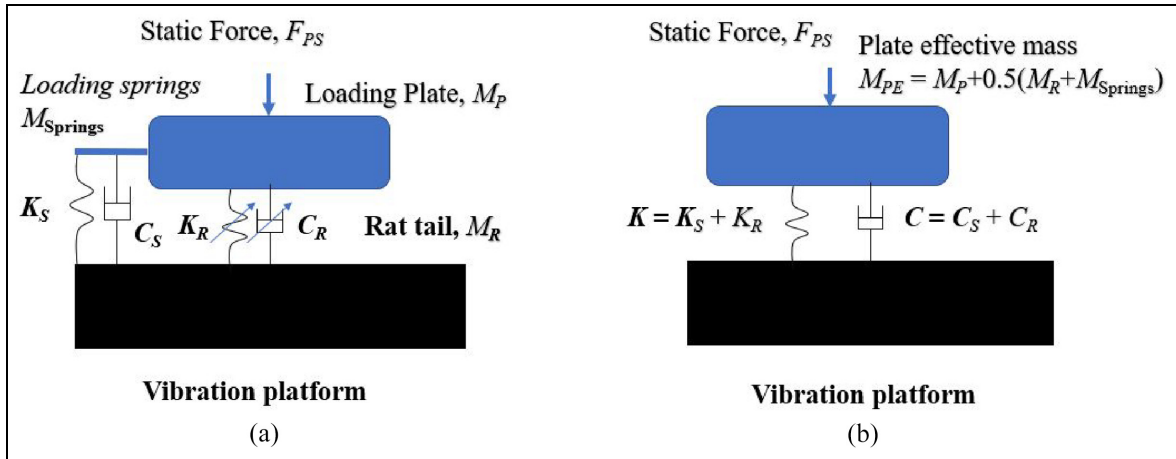 Static Force, F_PS
Loading springs
M_Springs
Loading Plate, M_P
K_S
C_S
K_R
C_R
Rat tail, M_R
Vibration platform
(a)
Static Force, F_PS
Plate effective mass
M_PE = M_P+0.5(M_R+M_Springs)
K = K_S + K_R
C = C_S + C_R
Vibration platform
(b)